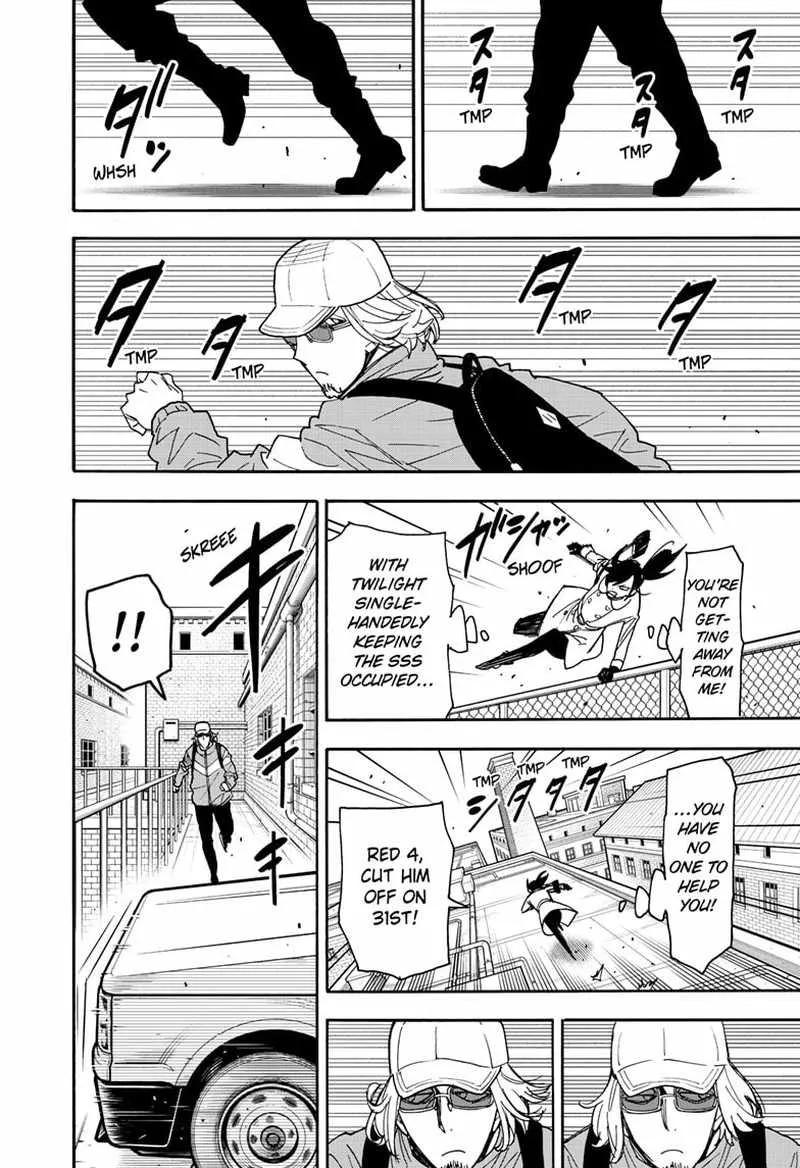 スタ
TMP
スタ
TMP
スタ
TMP
ダッ
WHSH
タ
TMP
タ
TMP
タ
TMP
タ
TMP
ガシャッ
SHOOF
YOU'RE
NOT
GET-
TING
AWAY
FROM
ME!
WITH
TWILIGHT
SINGLE-
HANDEDLY
KEEPING
THE SSS
OCCUPIED...
TMP
TMP
TMP
TMP
タタタ
...YOU
HAVE
NO
ONE TO
HELP
YOU!
RED 4,
CUT HIM
OFF ON
31ST!
SKREEE
キキキ
!!